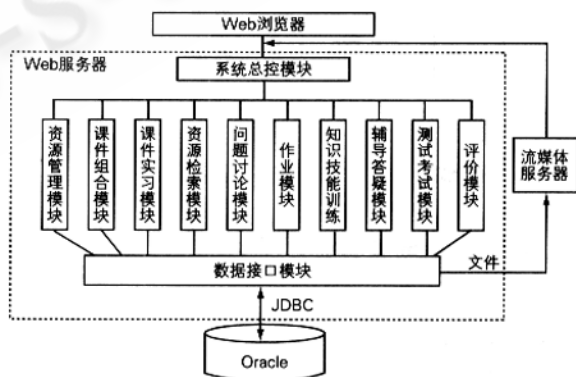 Web浏览器
Web服务器
系统总控模块
资源管理模块
课件组合模块
课件实习模块
资源检索模块
问题讨论模块
作业模块
知识技能训练
辅导答疑模块
测试考试模块
评价模块
流媒体
服务器
数据接口模块
文件
JDBC
Oracle